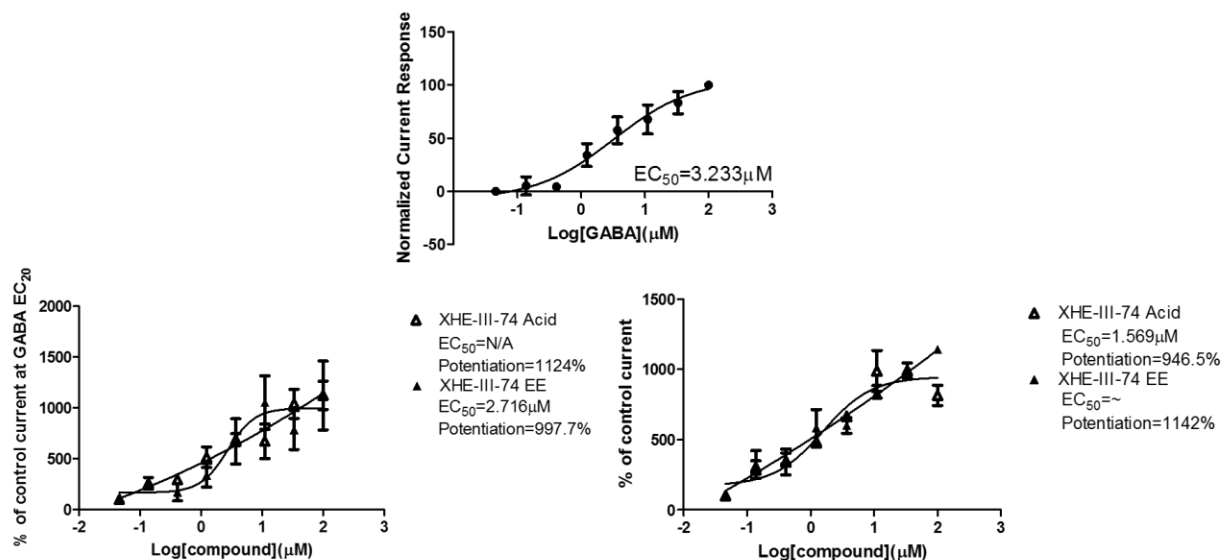 Normalized Current Response
150
100
50
0
-50
EC50=3.233μM
-1
0
1
2
3
Log[GABA](μM)
% of control current at GABA EC20
2000
1500
1000
500
0
-2
-1
0
1
2
3
Log[compound](μM)
XHE-III-74 Acid
EC50=N/A
Potentiation=1124%
XHE-III-74 EE
EC50=2.716μM
Potentiation=997.7%
% of control current
1500
1000
500
0
-2
-1
0
1
2
3
Log[compound](μM)
XHE-III-74 Acid
EC50=1.569μM
Potentiation=946.5%
XHE-III-74 EE
EC50=~
Potentiation=1142%